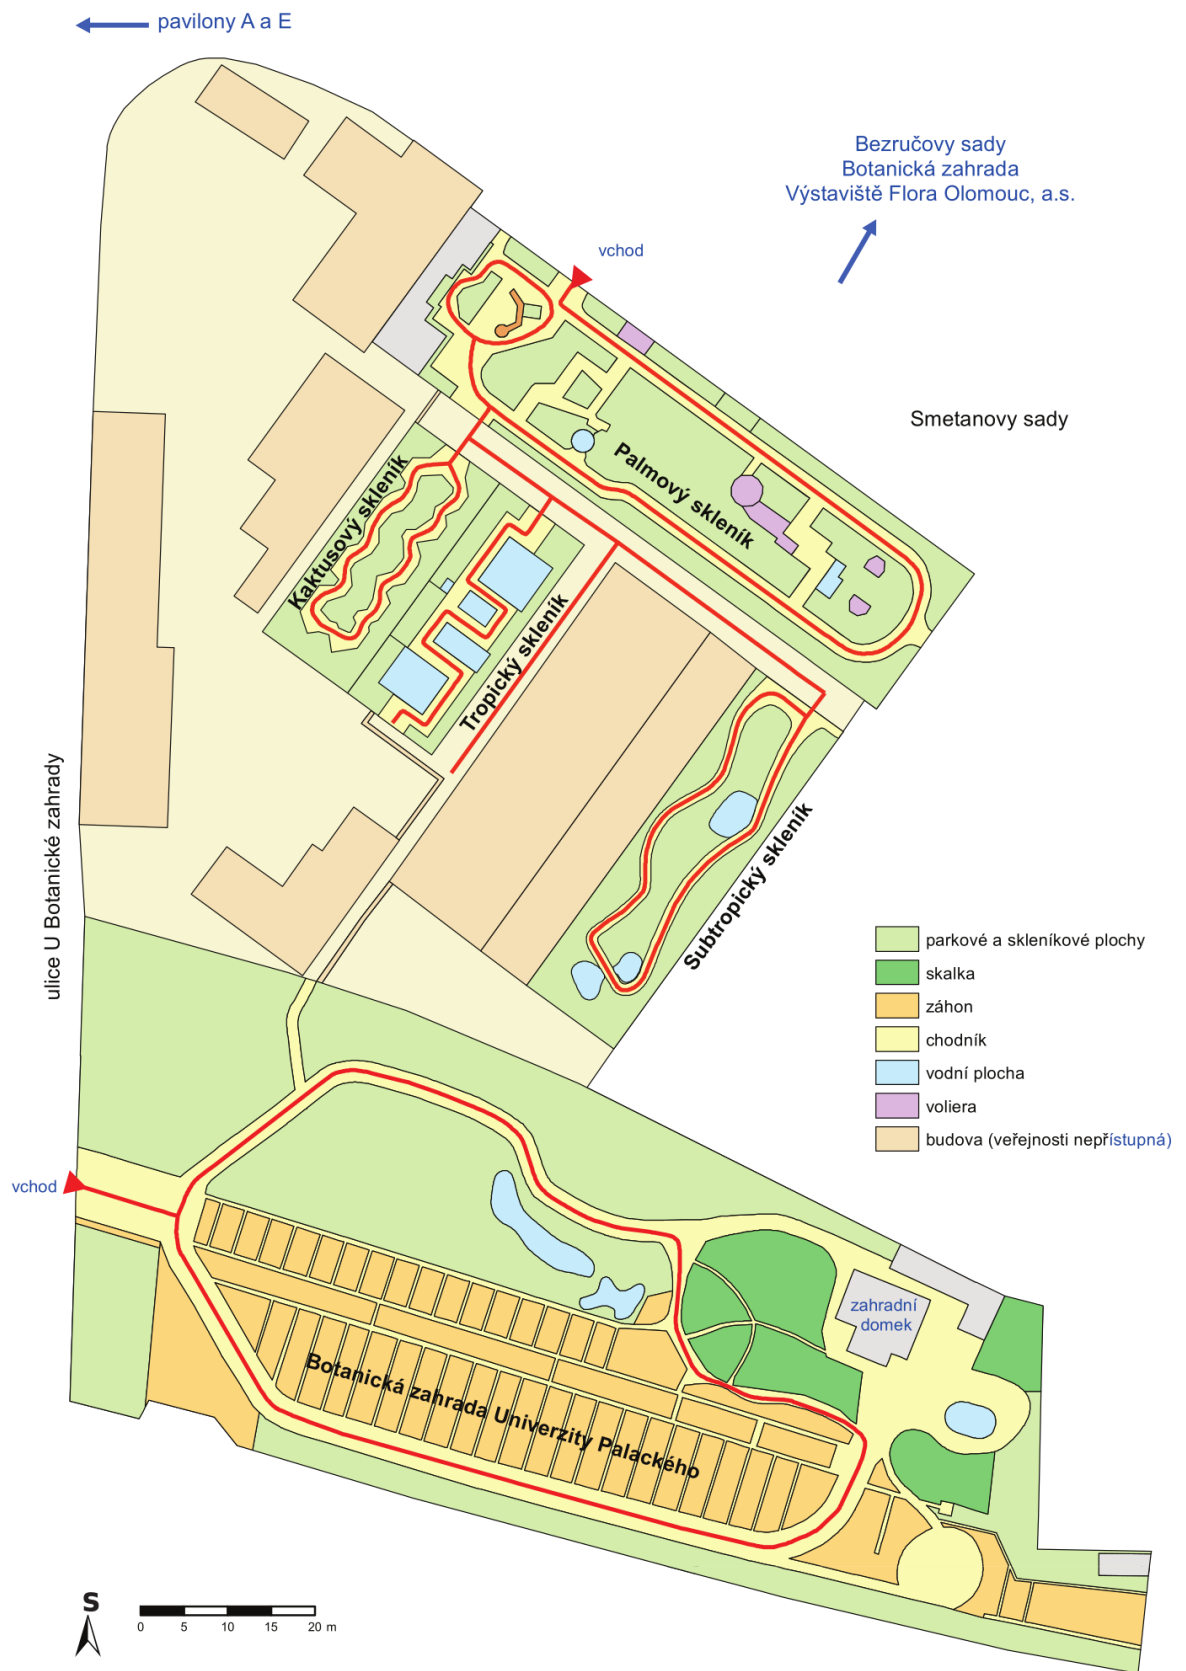 pavilony A a E
Bezručovy sady
Botanická zahrada
Výstaviště Flora Olomouc, a.s.
vchod
Smetanovy sady
Palmový skleník
Kaktusový skleník
Tropický skleník
Subtropický skleník
ulice U Botanické zahrady
parkové a skleníkové plochy
skalka
záhon
chodník
vodní plocha
voliera
budova (veřejnosti nepřístupná)
vchod
zahradní
domek
Botanická zahrada Univerzity Palackého
S
0 5 10 15 20 m